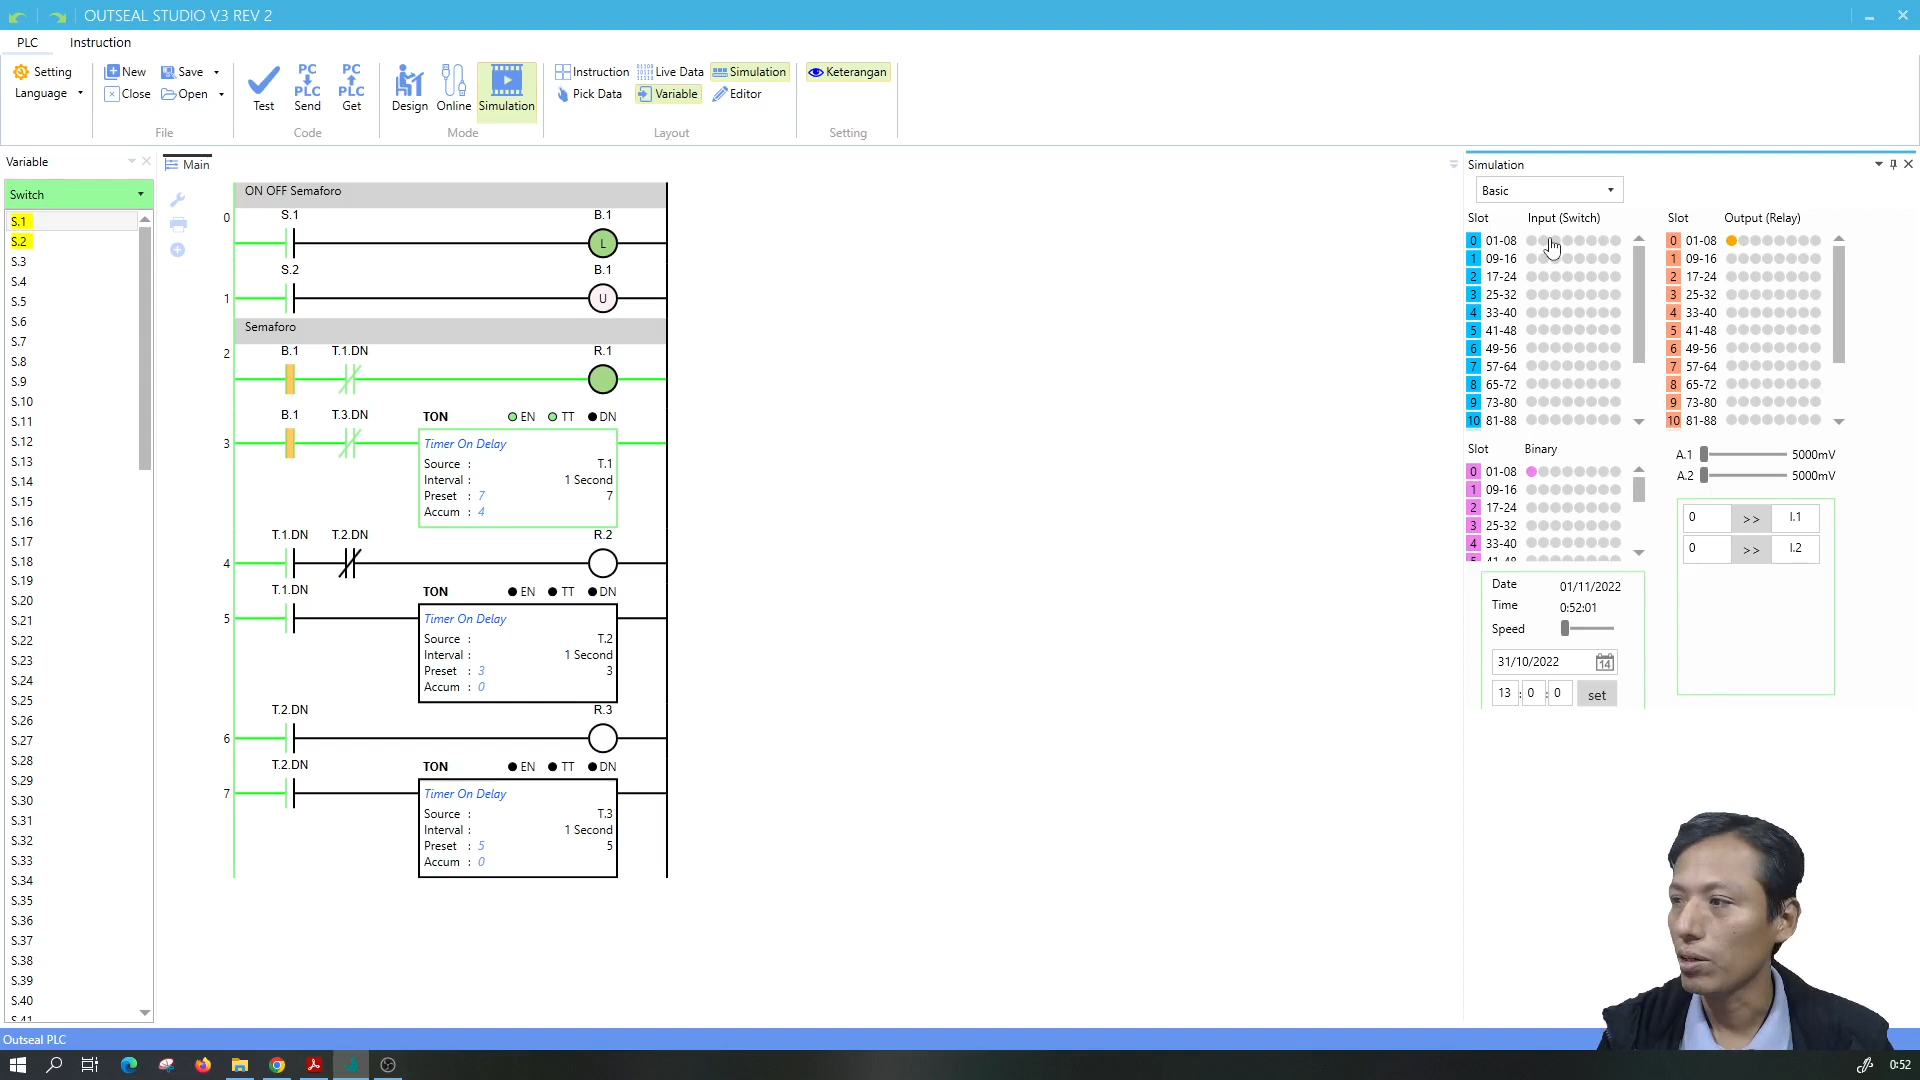 OUTSEAL STUDIO V.3 REV 2
PLC Instruction
Setting
Language
New Save
Close Open
File
Test
PC PLC Send
PC PLC Get
Code
Design Online Simulation
Mode
Instruction Live Data Simulation
Pick Data Variable Editor
Layout
Keterangan
Setting
Variable
Switch
S.1
S.2
S.3
S.4
S.5
S.6
S.7
S.8
S.9
S.10
S.11
S.12
S.13
S.14
S.15
S.16
S.17
S.18
S.19
S.20
S.21
S.22
S.23
S.24
S.25
S.26
S.27
S.28
S.29
S.30
S.31
S.32
S.33
S.34
S.35
S.36
S.37
S.38
S.39
S.40
S.41
Main
ON OFF Semaforo
0 S.1 B.1
L
1 S.2 B.1
U
Semaforo
2 B.1 T.1.DN R.1
3 B.1 T.3.DN TON EN TT DN
Timer On Delay
Source : T.1
Interval : 1 Second
Preset : 7 7
Accum : 4
4 T.1.DN T.2.DN R.2
5 T.1.DN TON EN TT DN
Timer On Delay
Source : T.2
Interval : 1 Second
Preset : 3 3
Accum : 0
6 T.2.DN R.3
7 T.2.DN TON EN TT DN
Timer On Delay
Source : T.3
Interval : 1 Second
Preset : 5 5
Accum : 0
Simulation
Basic
Slot Input (Switch)
0 01-08
1 09-16
2 17-24
3 25-32
4 33-40
5 41-48
6 49-56
7 57-64
8 65-72
9 73-80
10 81-88
Slot Output (Relay)
0 01-08
1 09-16
2 17-24
3 25-32
4 33-40
5 41-48
6 49-56
7 57-64
8 65-72
9 73-80
10 81-88
Slot Binary
0 01-08
1 09-16
2 17-24
3 25-32
4 33-40
5 41-48
A.1 5000mV
A.2 5000mV
0 >> I.1
0 >> I.2
Date 01/11/2022
Time 0:52:01
Speed
31/10/2022 14
13 : 0 : 0 set
Outseal PLC
0:52